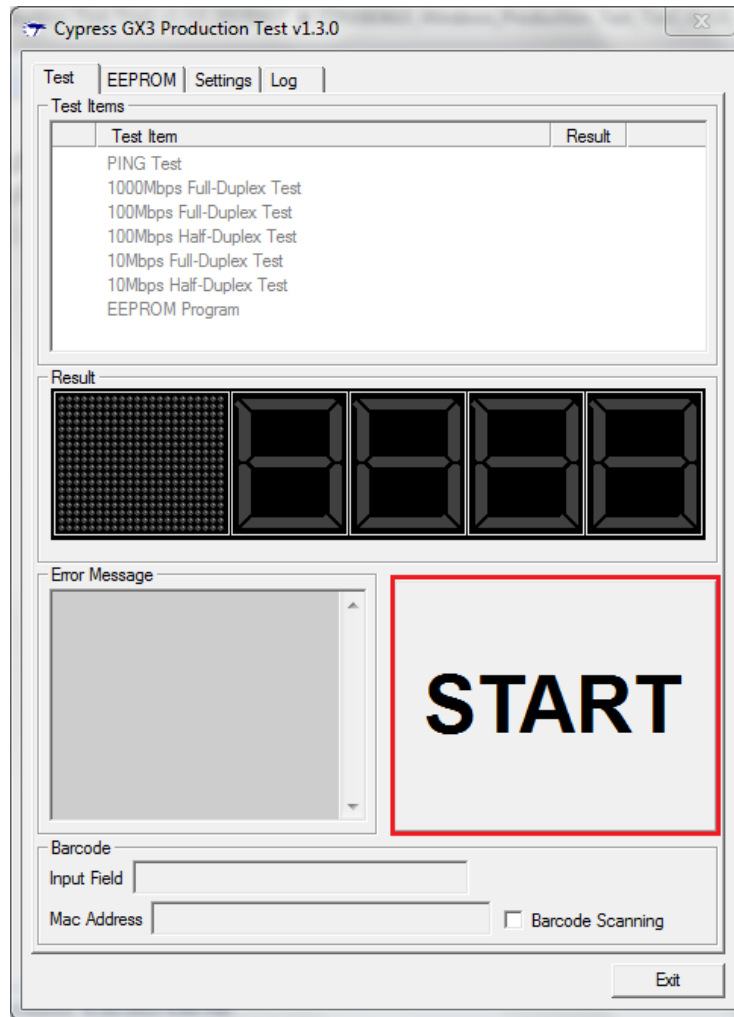 Cypress GX3 Production Test v1.3.0
Test EEPROM Settings Log
Test Items
Test Item Result
PING Test
1000Mbps Full-Duplex Test
100Mbps Full-Duplex Test
100Mbps Half-Duplex Test
10Mbps Full-Duplex Test
10Mbps Half-Duplex Test
EEPROM Program
Result
Error Message
START
Barcode
Input Field
Mac Address Barcode Scanning
Exit